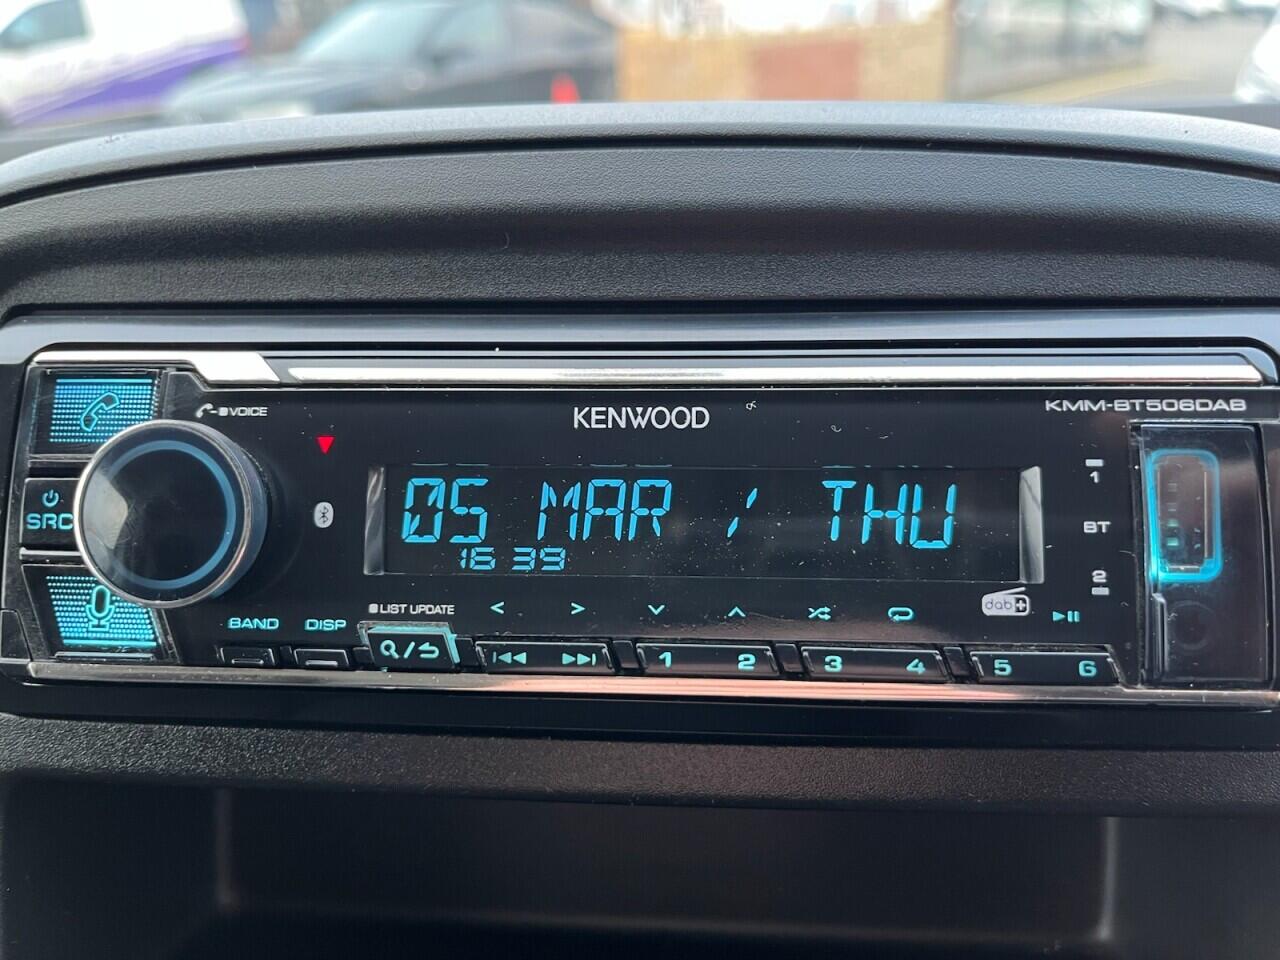 VOICE
KENWOOD
KMM-BT506DAB
SRC
05 MAR / THU
16 39
1
BT
2
LIST UPDATE
dab+
BAND
DISP
1 2
3 4
5 6